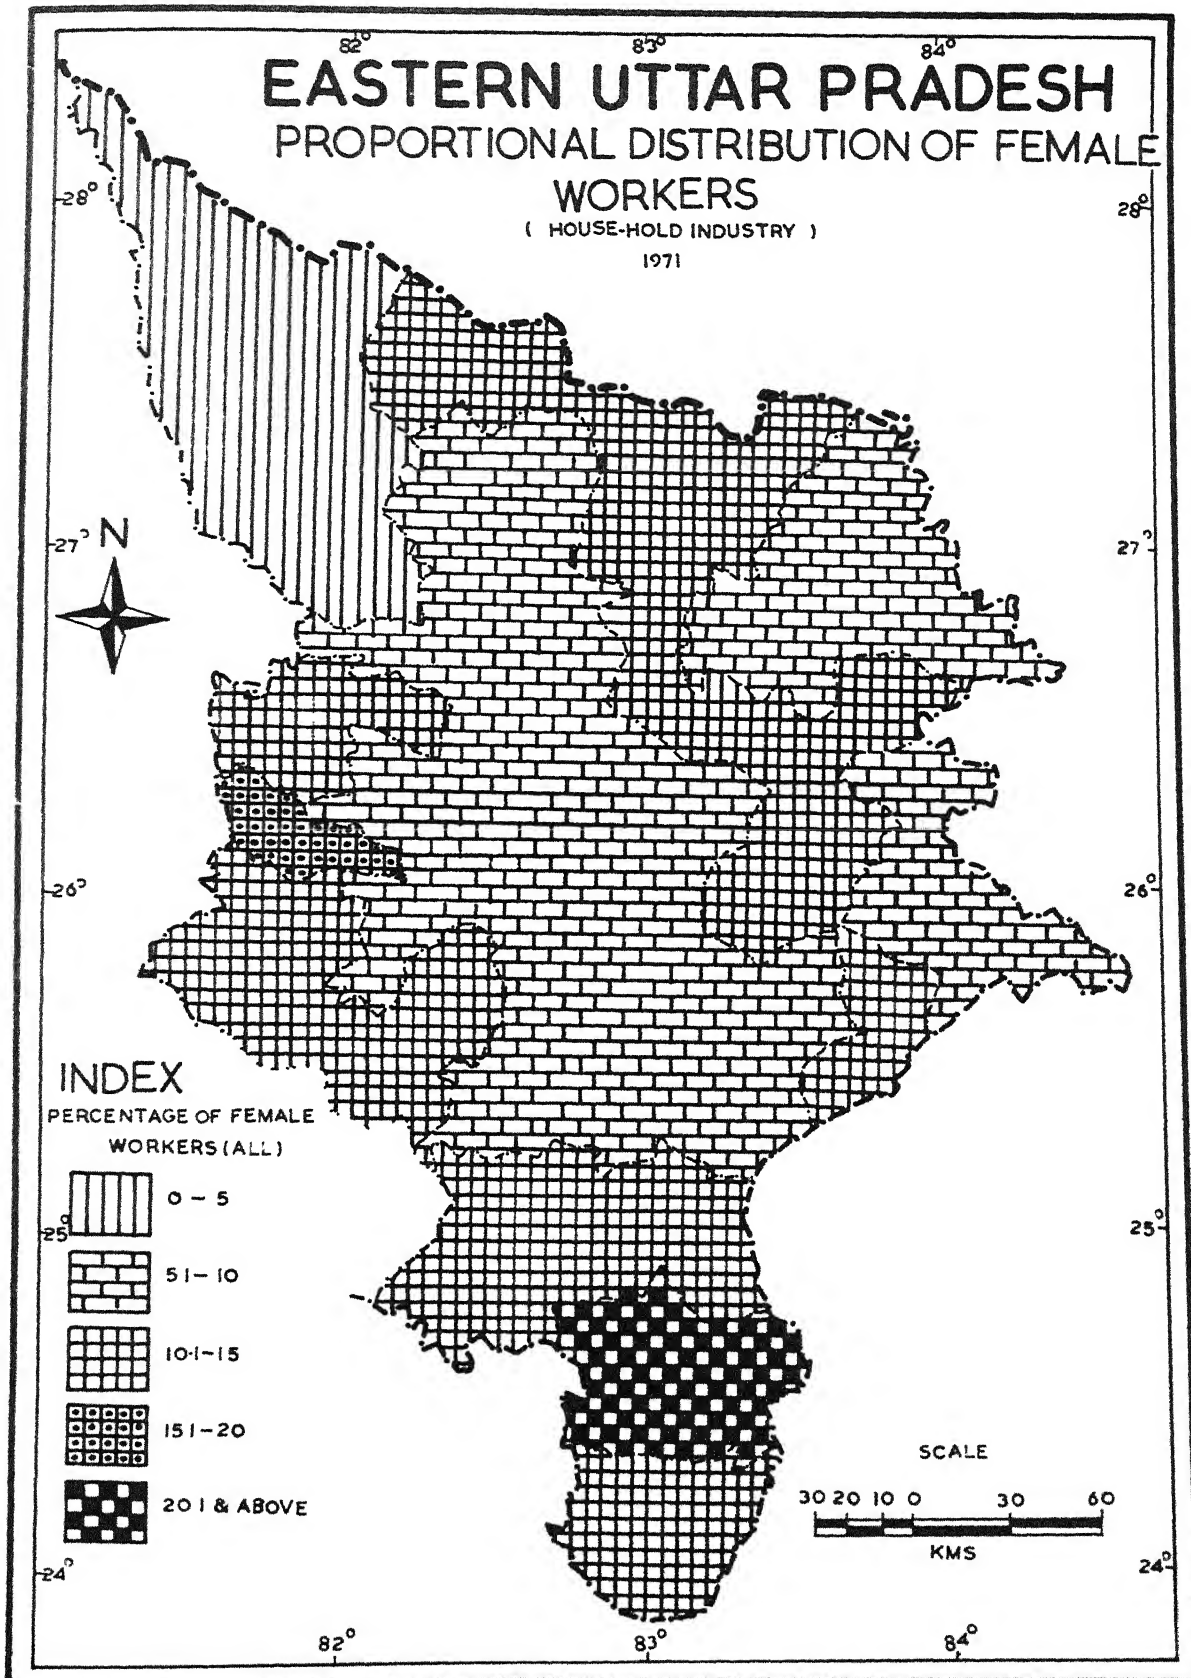 82° 83° 84°
EASTERN UTTAR PRADESH
PROPORTIONAL DISTRIBUTION OF FEMALE
WORKERS
( HOUSE-HOLD INDUSTRY )
1971
28° 28°
N
27° 27°
26° 26°
INDEX
PERCENTAGE OF FEMALE
WORKERS (ALL)
0 - 5
25° 25°
5 1 - 10
10·1 - 15
15 1 - 20
20 1 & ABOVE
SCALE
30 20 10 0 30 60
KMS
24° 24°
82° 83° 84°